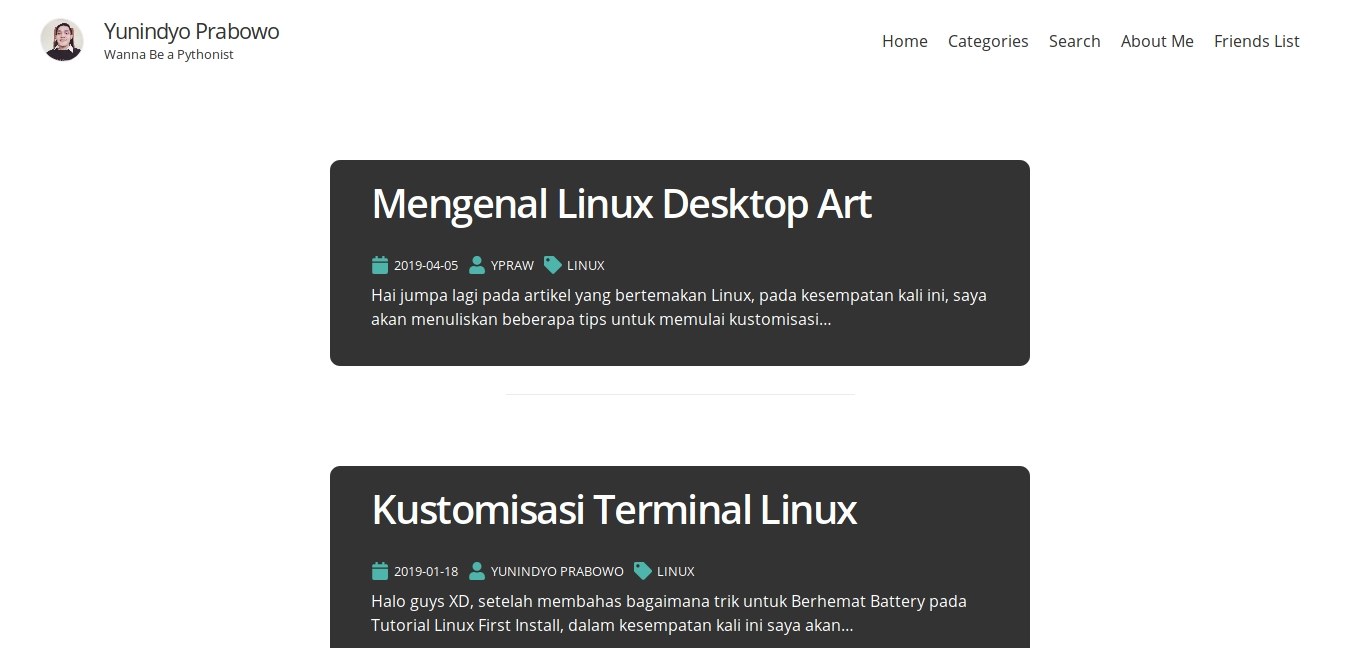 Yunindyo Prabowo
Wanna Be a Pythonist
Home Categories Search About Me Friends List
Mengenal Linux Desktop Art
2019-04-05 YPRAW LINUX
Hai jumpa lagi pada artikel yang bertemakan Linux, pada kesempatan kali ini, saya
akan menuliskan beberapa tips untuk memulai kustomisasi...
Kustomisasi Terminal Linux
2019-01-18 YUNINDYO PRABOWO LINUX
Halo guys XD, setelah membahas bagaimana trik untuk Berhemat Battery pada
Tutorial Linux First Install, dalam kesempatan kali ini saya akan...